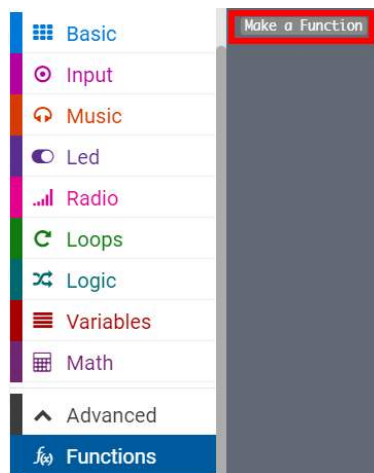 Basic
Make a Function
Input
Music
Led
Radio
Loops
Logic
Variables
Math
Advanced
f(x) Functions